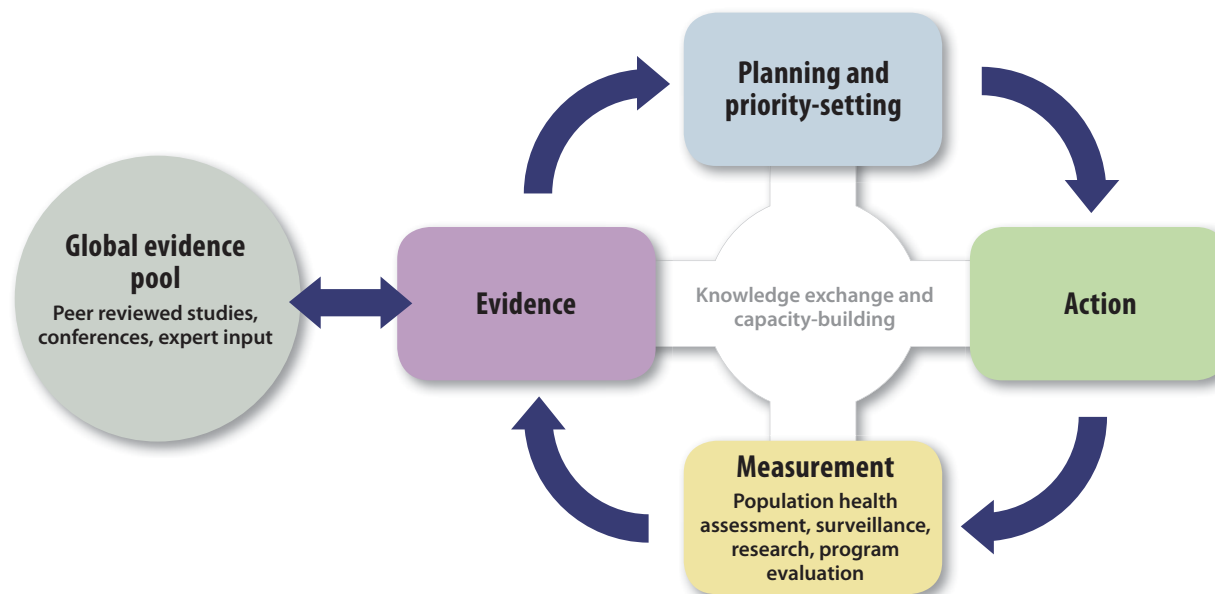 Planning and
priority-setting
Global evidence
pool
Peer reviewed studies,
conferences, expert input
Evidence
Knowledge exchange and
capacity-building
Action
Measurement
Population health
assessment, surveillance,
research, program
evaluation